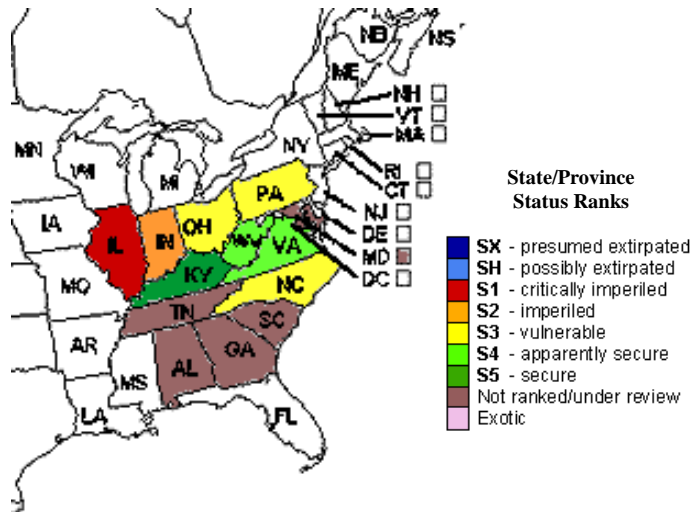 NB
NS
ME
NH
VT
MA
MN
WI
NY
MI
RI
CT
State/Province
Status Ranks
PA
IA
OH
NJ
IL
IN
DE
WV
VA
MD
SX - presumed extirpated
KY
DC
SH - possibly extirpated
MO
NC
S1 - critically imperiled
TN
S2 - imperiled
SC
S3 - vulnerable
AR
GA
S4 - apparently secure
AL
MS
S5 - secure
Not ranked/under review
LA
FL
Exotic